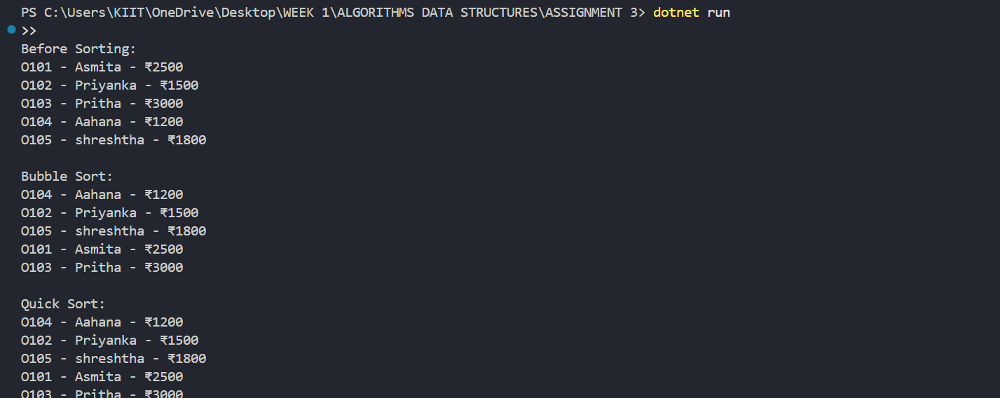 PS C:\Users\KIIT\OneDrive\Desktop\WEEK 1\ALGORITHMS DATA STRUCTURES\ASSIGNMENT 3> dotnet run
>>
Before Sorting:
O101 - Asmita - ₹2500
O102 - Priyanka - ₹1500
O103 - Pritha - ₹3000
O104 - Aahana - ₹1200
O105 - shreshtha - ₹1800

Bubble Sort:
O104 - Aahana - ₹1200
O102 - Priyanka - ₹1500
O105 - shreshtha - ₹1800
O101 - Asmita - ₹2500
O103 - Pritha - ₹3000

Quick Sort:
O104 - Aahana - ₹1200
O102 - Priyanka - ₹1500
O105 - shreshtha - ₹1800
O101 - Asmita - ₹2500
O103 - Pritha - ₹3000